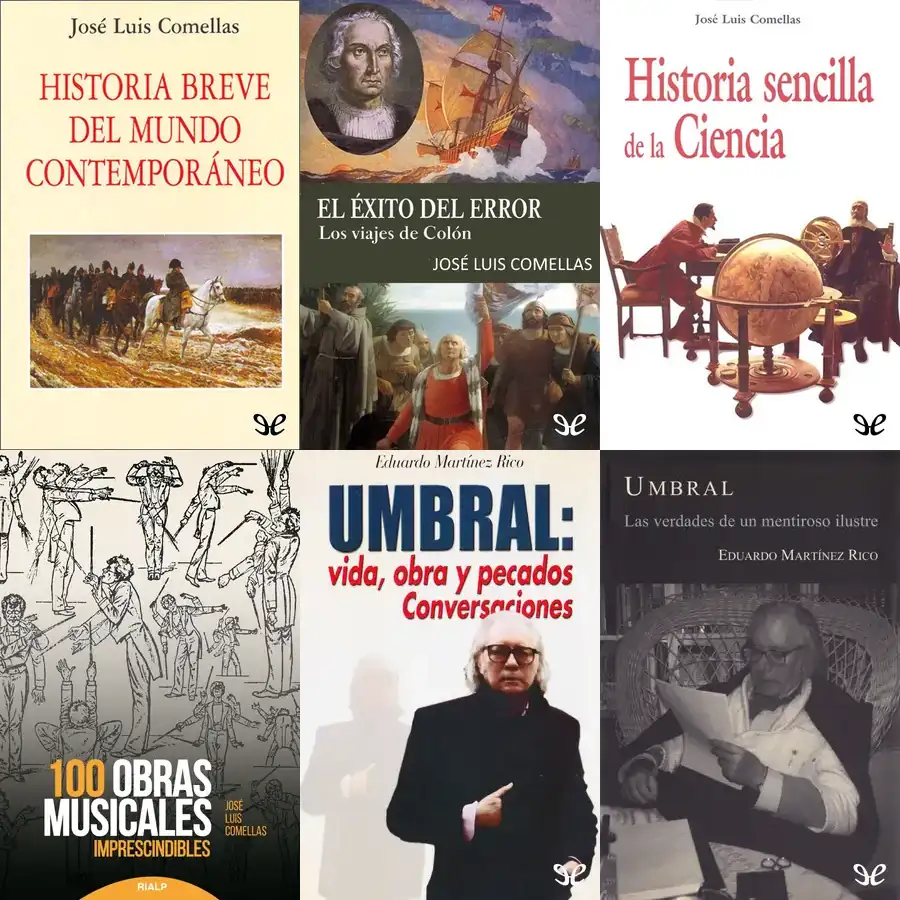 José Luis Comellas
HISTORIA BREVE
DEL MUNDO
CONTEMPORÁNEO
EL ÉXITO DEL ERROR
Los viajes de Colón
JOSÉ LUIS COMELLAS
José Luis Comellas
Historia sencilla
de la Ciencia
100 OBRAS
MUSICALES
IMPRESCINDIBLES
JOSÉ
LUIS
COMELLAS
RIALP
Eduardo Martínez Rico
UMBRAL:
vida, obra y pecados
Conversaciones
UMBRAL
Las verdades de un mentiroso ilustre
EDUARDO MARTÍNEZ RICO